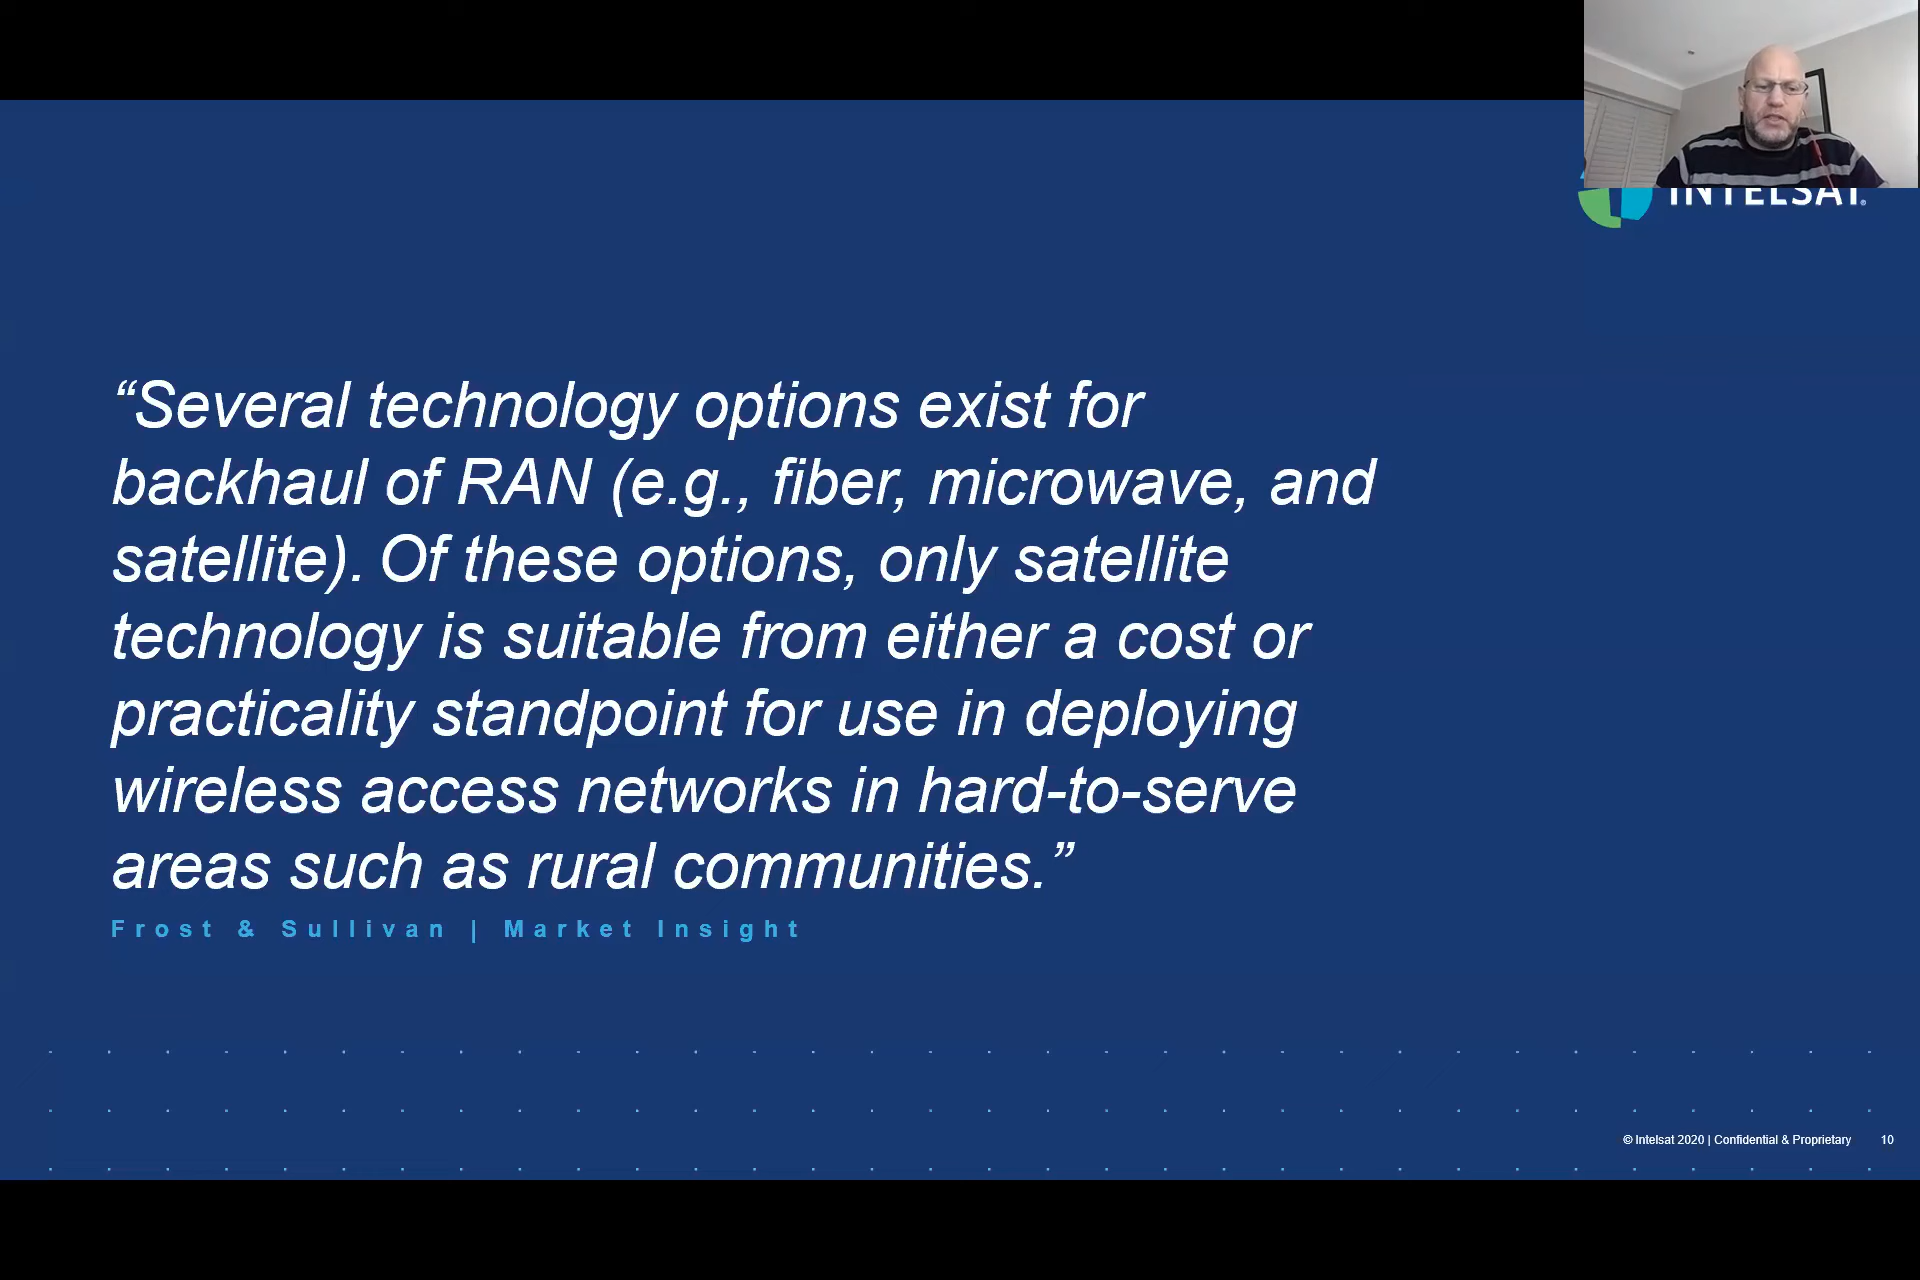 INTELSAT®
“Several technology options exist for
backhaul of RAN (e.g., fiber, microwave, and
satellite). Of these options, only satellite
technology is suitable from either a cost or
practicality standpoint for use in deploying
wireless access networks in hard-to-serve
areas such as rural communities.”
Frost & Sullivan | Market Insight
© Intelsat 2020 | Confidential & Proprietary 10